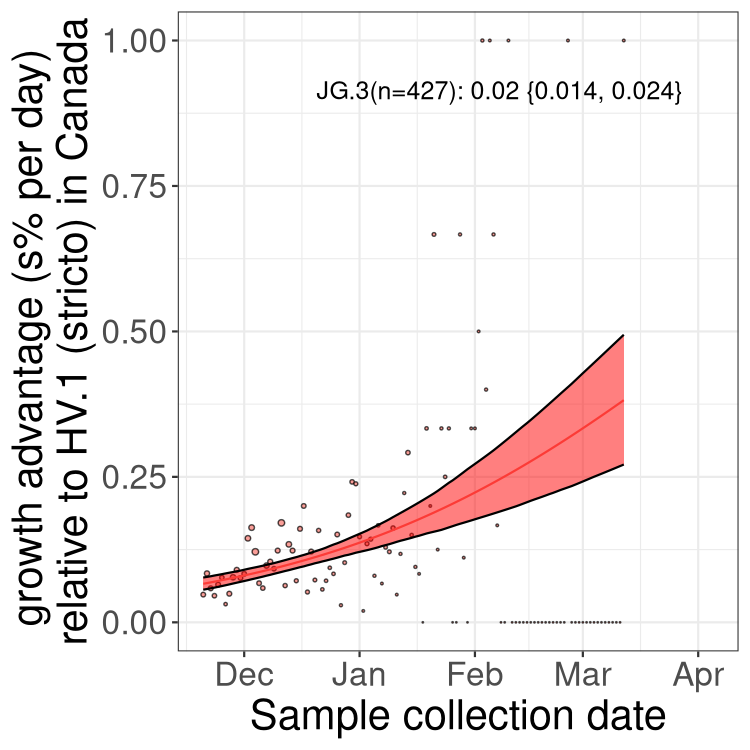 growth advantage (s% per day)
relative to HV.1 (stricto) in Canada
1.00
JG.3(n=427): 0.02 {0.014, 0.024}
0.75
0.50
0.25
0.00
Dec Jan Feb Mar Apr
Sample collection date